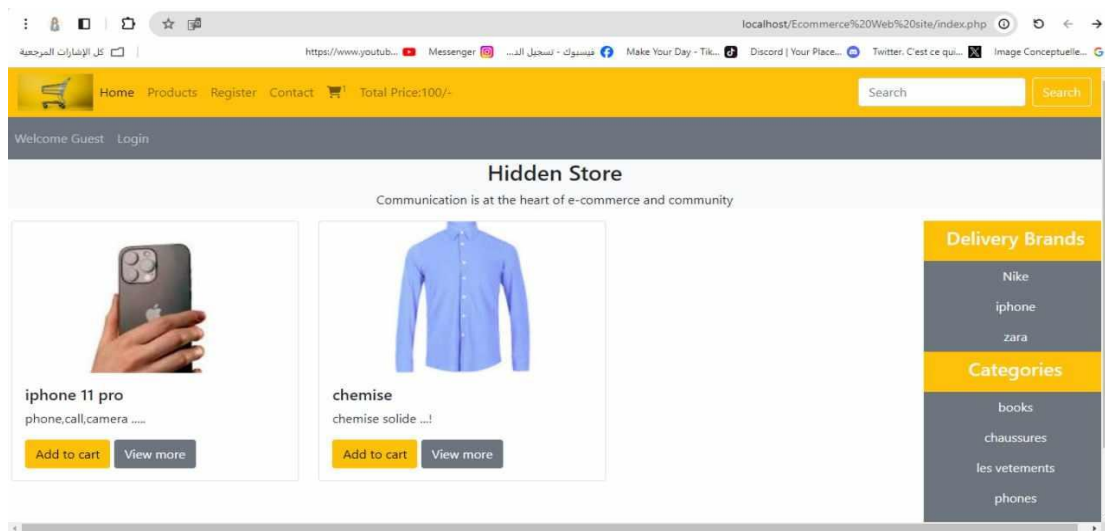 localhost/Ecommerce%20Web%20site/index.php
كل الإشارات المرجعية
https://www.youtub...
Messenger
فيسبوك - تسجيل الد...
Make Your Day - Tik...
Discord | Your Place...
Twitter. C'est ce qui...
Image Conceptuelle...
Home Products Register Contact 1 Total Price:100/-
Search Search
Welcome Guest Login
Hidden Store
Communication is at the heart of e-commerce and community
iphone 11 pro
phone,call,camera .....
Add to cart View more
chemise
chemise solide ...!
Add to cart View more
Delivery Brands
Nike
iphone
zara
Categories
books
chaussures
les vetements
phones